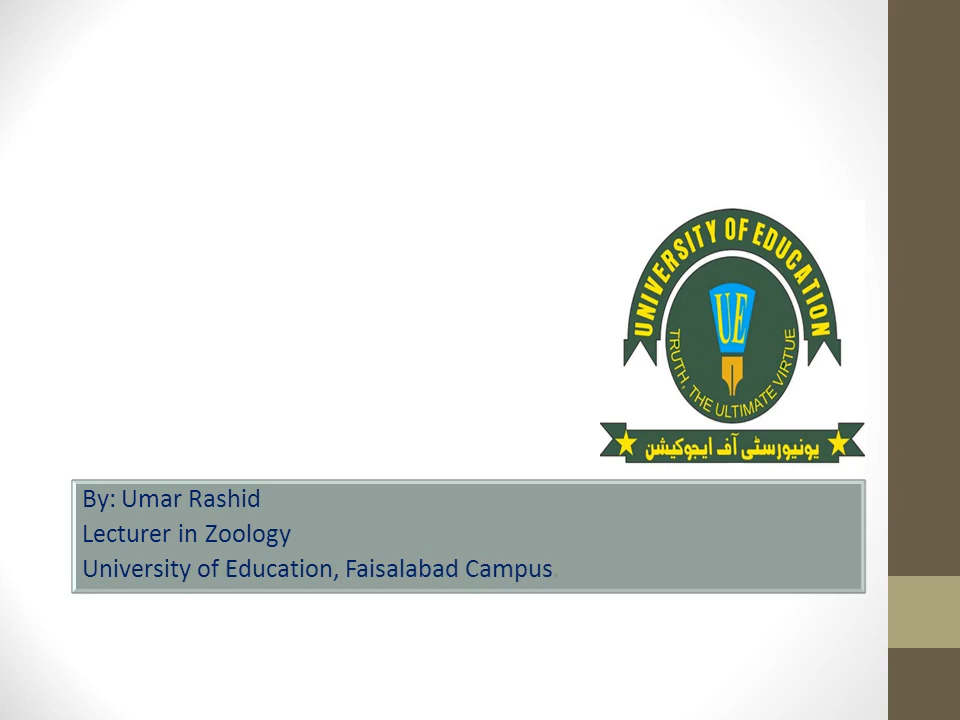 UNIVERSITY OF EDUCATION
UE
TRUTH, THE ULTIMATE VIRTUE
یونیورسٹی آف ایجوکیشن
By: Umar Rashid
Lecturer in Zoology
University of Education, Faisalabad Campus.